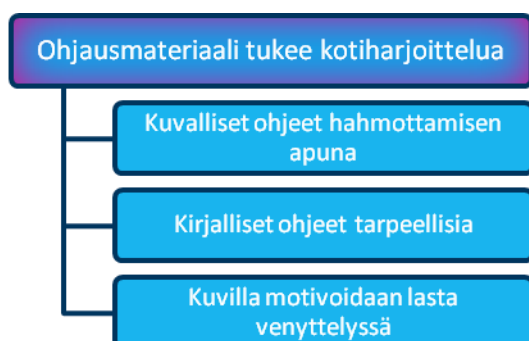 Ohjausmateriaali tukee kotiharjoittelua
Kuvalliset ohjeet hahmottamisen
apuna
Kirjalliset ohjeet tarpeellisia
Kuvilla motivoidaan lasta
venyttelyssä